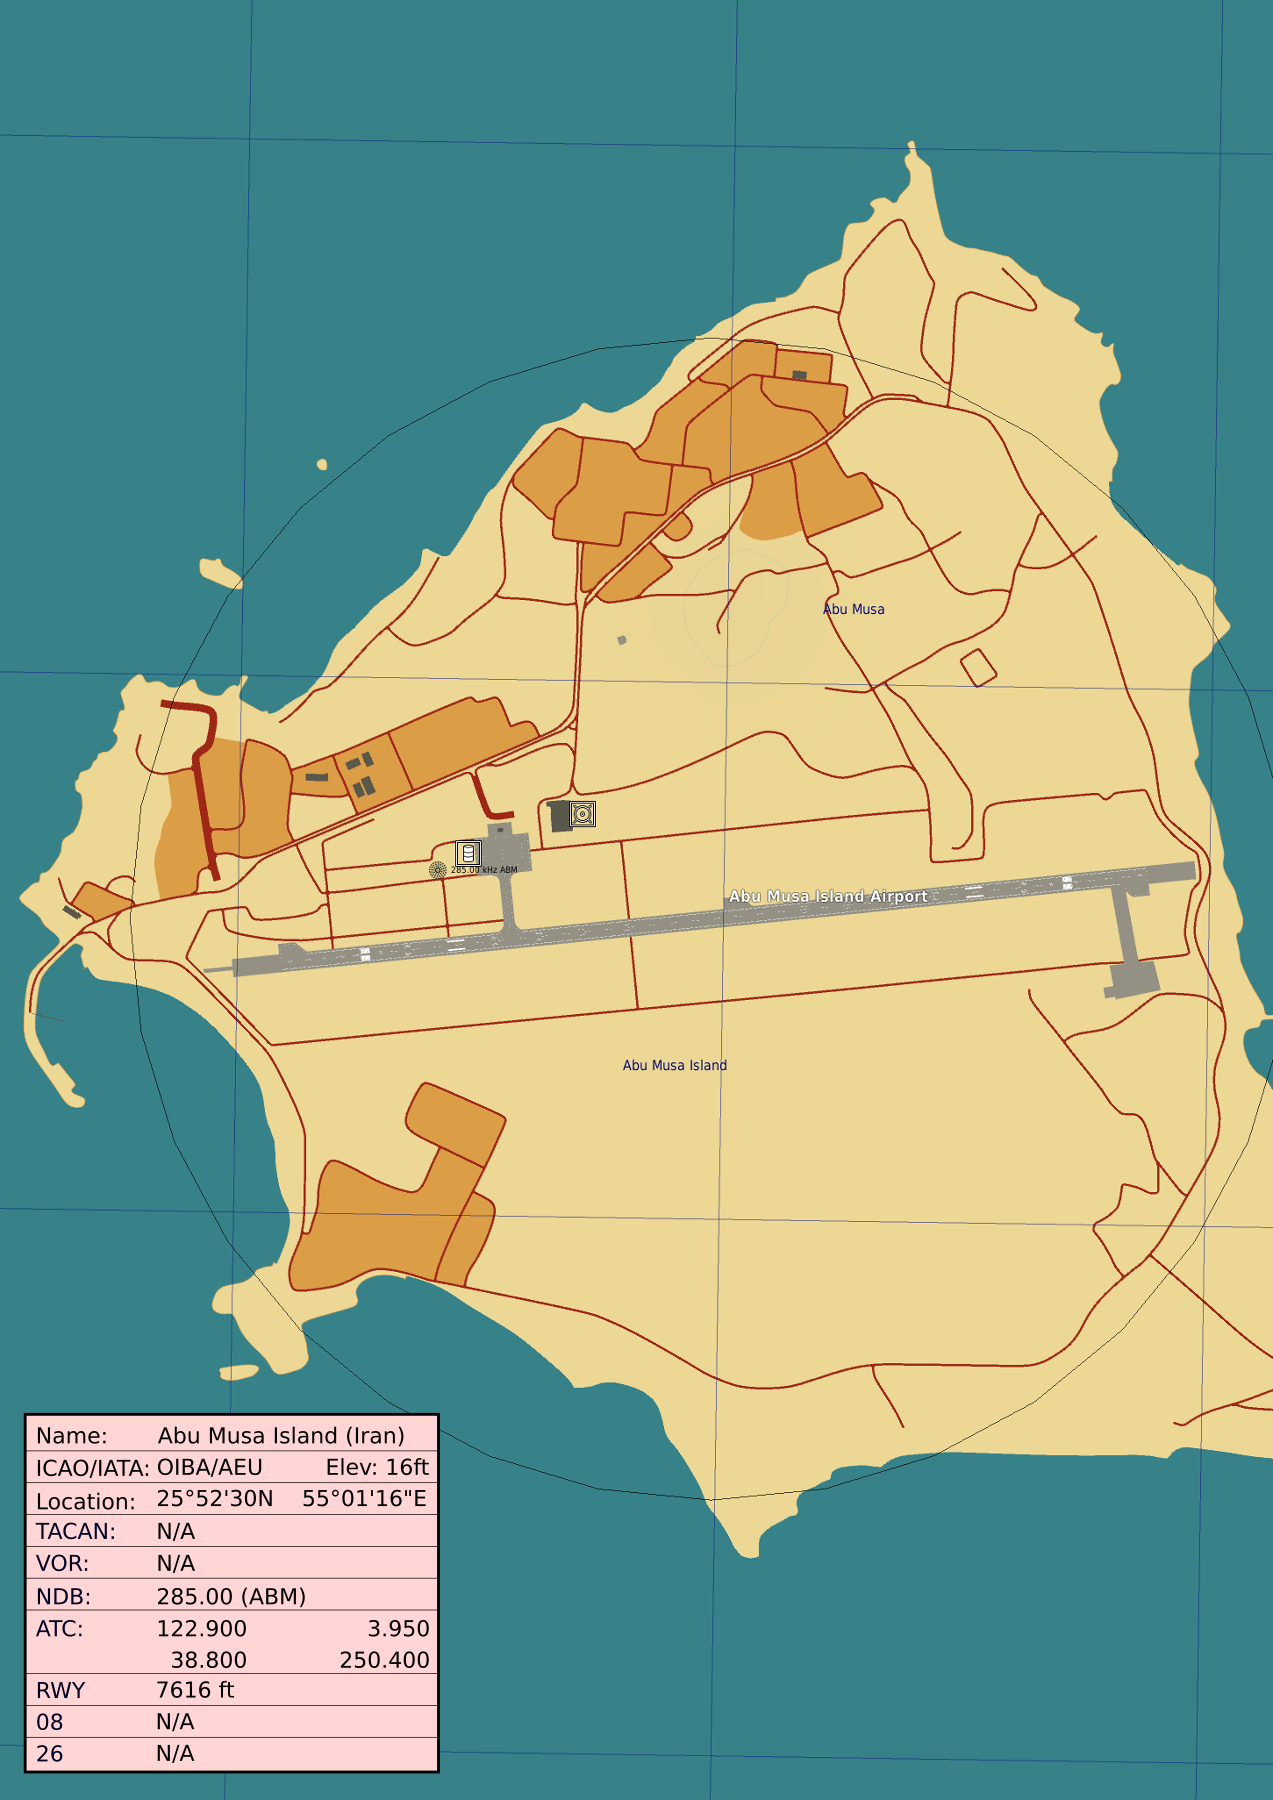 Abu Musa
285.00 kHz ABM
Abu Musa Island Airport
Abu Musa Island
Name: Abu Musa Island (Iran)
ICAO/IATA: OIBA/AEU Elev: 16ft
Location: 25°52'30N 55°01'16"E
TACAN: N/A
VOR: N/A
NDB: 285.00 (ABM)
ATC: 122.900 3.950
38.800 250.400
RWY 7616 ft
08 N/A
26 N/A